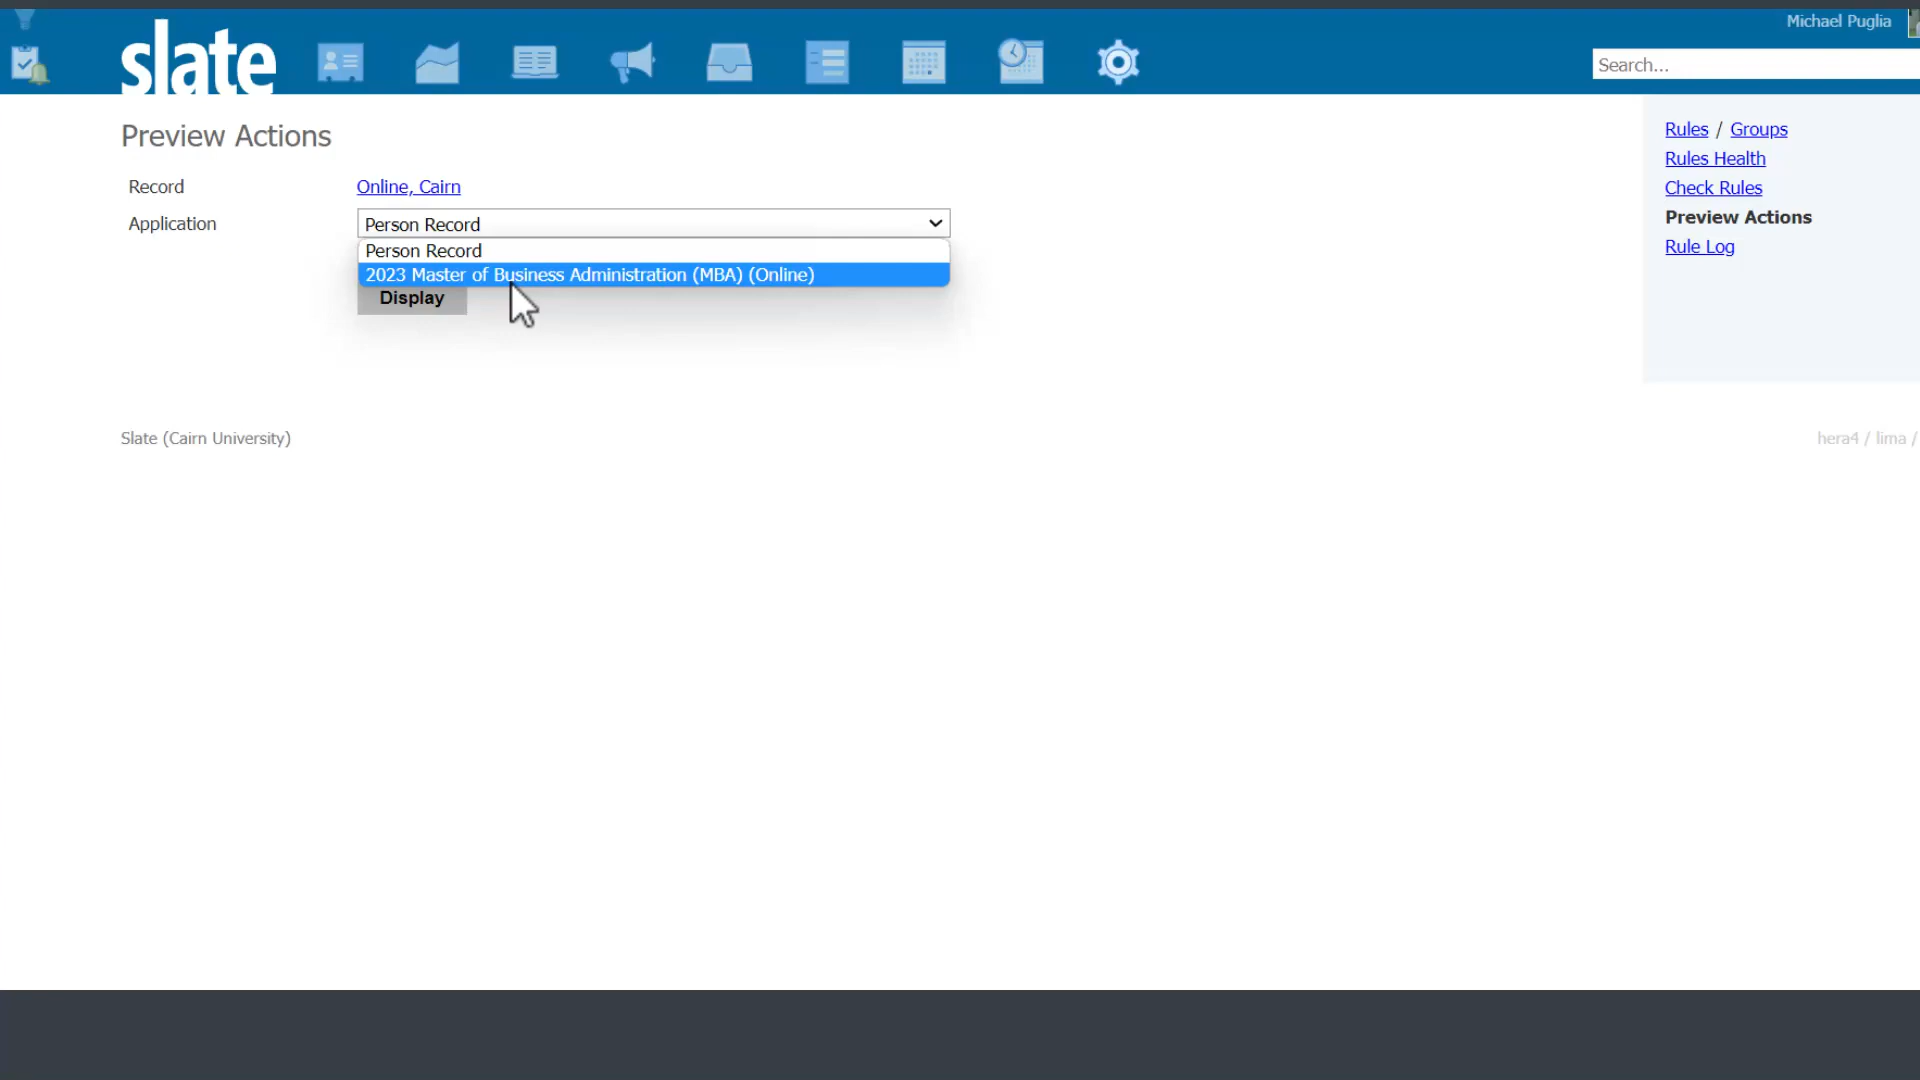 Michael Puglia
slate
Search...
Preview Actions
Record
Online, Cairn
Application
Person Record
Person Record
2023 Master of Business Administration (MBA) (Online)
Display
Rules / Groups
Rules Health
Check Rules
Preview Actions
Rule Log
Slate (Cairn University)
hera4 / lima /